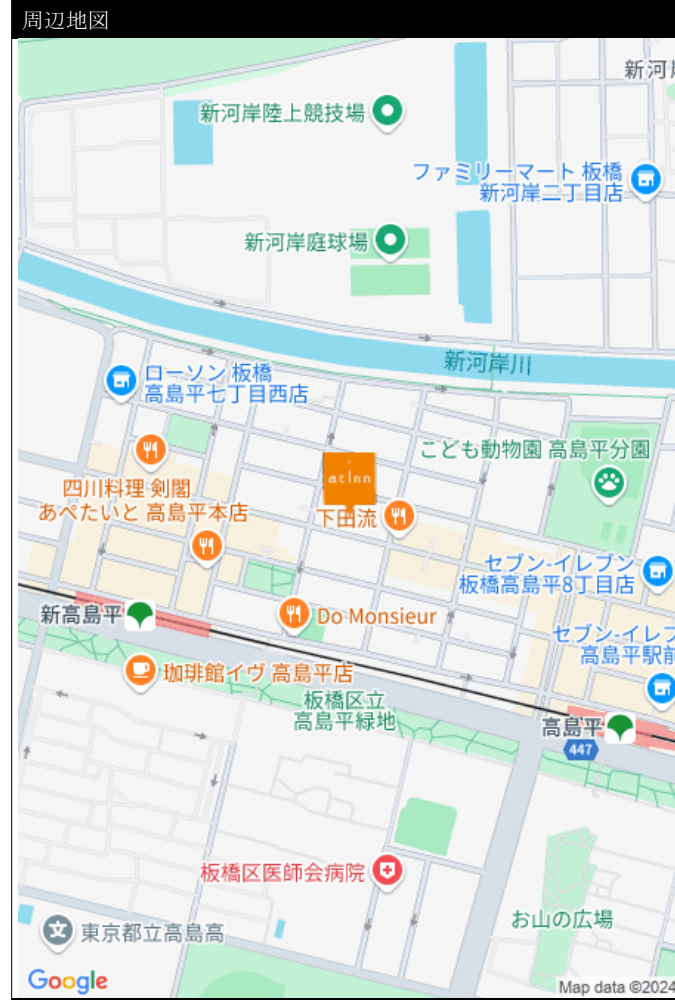 周辺地図
新河
新河岸陸上競技場
ファミリーマート 板橋
新河岸二丁目店
新河岸庭球場
新河岸川
ローソン 板橋
高島平七丁目西店
こども動物園 高島平分園
atinn
四川料理 剣閣
あぺたいと 高島平本店
下田流
セブン-イレブン
板橋高島平8丁目店
新高島平
Do Monsieur
セブン-イレブ
高島平駅前
珈琲館イヴ 高島平店
板橋区立
高島平緑地
高島平
447
板橋区医師会病院
お山の広場
東京都立高島高
Google
Map data ©2024